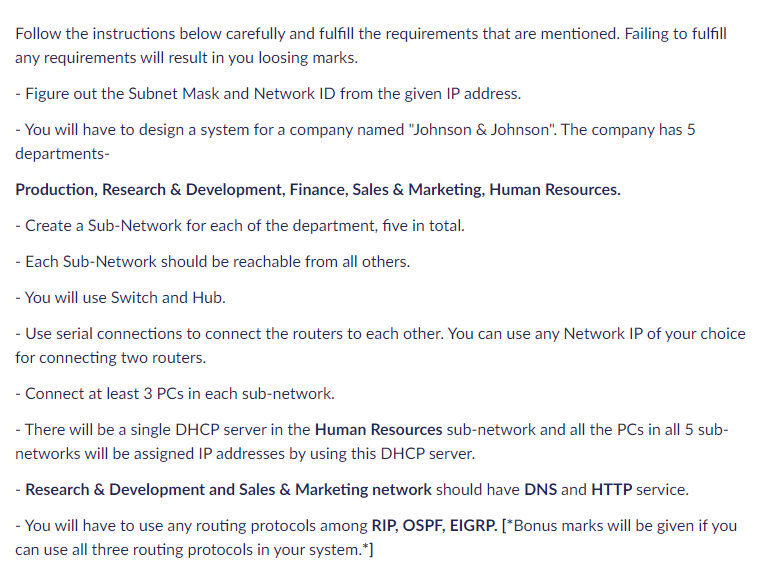 Follow the instructions below carefully and fulfill the requirements that are mentioned. Failing to fulfill
any requirements will result in you loosing marks.
- Figure out the Subnet Mask and Network ID from the given IP address.
- You will have to design a system for a company named "Johnson & Johnson". The company has 5
departments-
Production, Research & Development, Finance, Sales & Marketing, Human Resources.
- Create a Sub-Network for each of the department, five in total.
- Each Sub-Network should be reachable from all others.
- You will use Switch and Hub.
- Use serial connections to connect the routers to each other. You can use any Network IP of your choice
for connecting two routers.
- Connect at least 3 PCs in each sub-network.
- There will be a single DHCP server in the Human Resources sub-network and all the PCs in all 5 sub-
networks will be assigned IP addresses by using this DHCP server.
- Research & Development and Sales & Marketing network should have DNS and HTTP service.
- You will have to use any routing protocols among RIP, OSPF, EIGRP. [*Bonus marks will be given if you
can use all three routing protocols in your system.*]